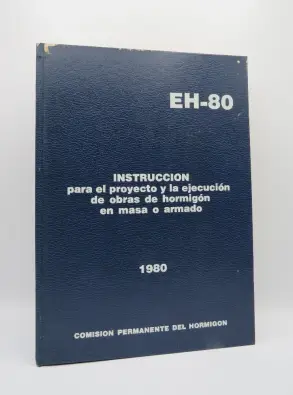 EH-80
INSTRUCCION
para el proyecto y la ejecución
de obras de hormigón
en masa o armado
1980
COMISION PERMANENTE DEL HORMIGON